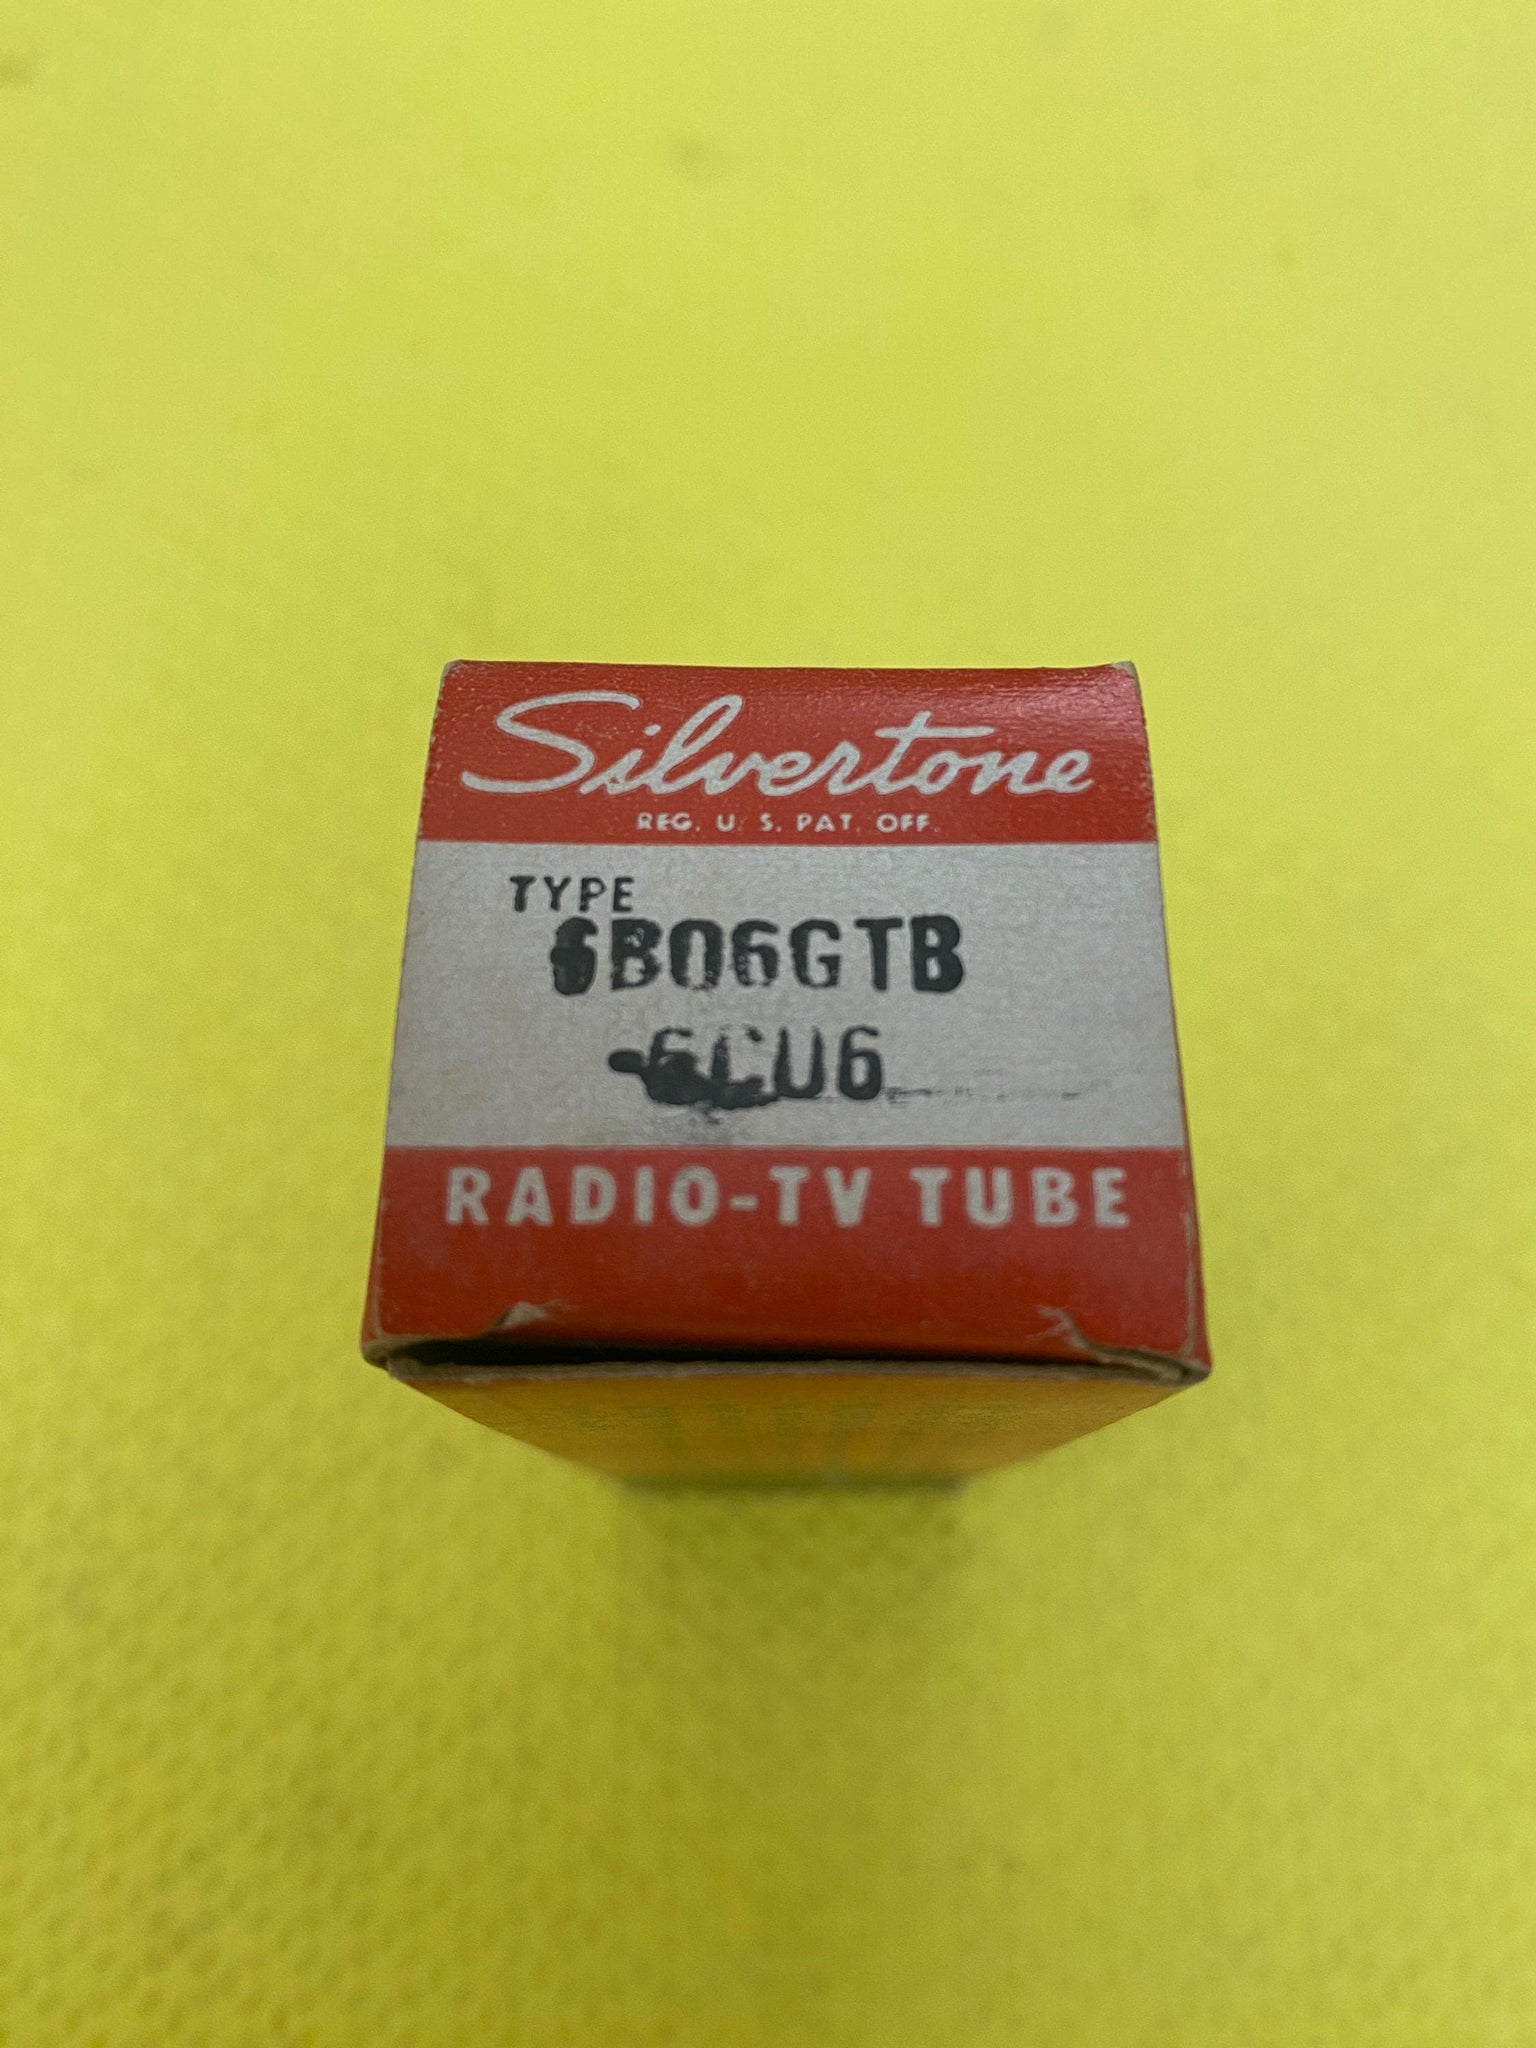 Silvertone
REG. U. S. PAT. OFF.
TYPE
6BQ6GTB
6CU6
RADIO-TV TUBE